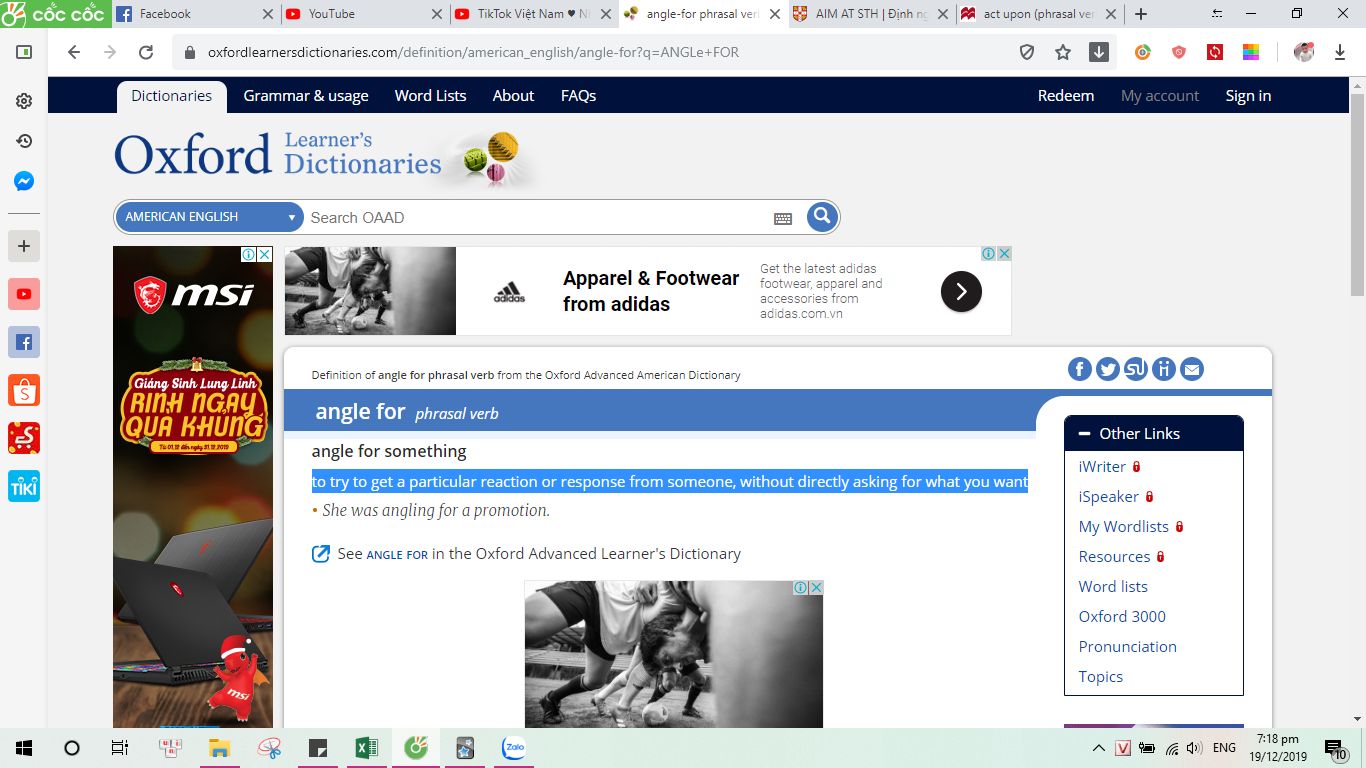 cốc cốc
Facebook
YouTube
TikTok Việt Nam ♥ Ni
angle-for phrasal ver
AIM AT STH | Định ng
act upon (phrasal ver
oxfordlearnersdictionaries.com/definition/american_english/angle-for?q=ANGLe+FOR
Dictionaries Grammar & usage Word Lists About FAQs Redeem My account Sign in
Oxford Learner's Dictionaries
AMERICAN ENGLISH Search OAAD
msi
Giáng Sinh Lung Linh
RINH NGAY
QUÀ KHỦNG
Từ 01.12 đến ngày 31.12.2019
msi
adidas
Apparel & Footwear
from adidas
Get the latest adidas
footwear, apparel and
accessories from
adidas.com.vn
Definition of angle for phrasal verb from the Oxford Advanced American Dictionary
angle for phrasal verb
angle for something
to try to get a particular reaction or response from someone, without directly asking for what you want
• She was angling for a promotion.
See ANGLE FOR in the Oxford Advanced Learner's Dictionary
Other Links
iWriter
iSpeaker
My Wordlists
Resources
Word lists
Oxford 3000
Pronunciation
Topics
TIKI
Zalo
ENG
7:18 pm
19/12/2019
10